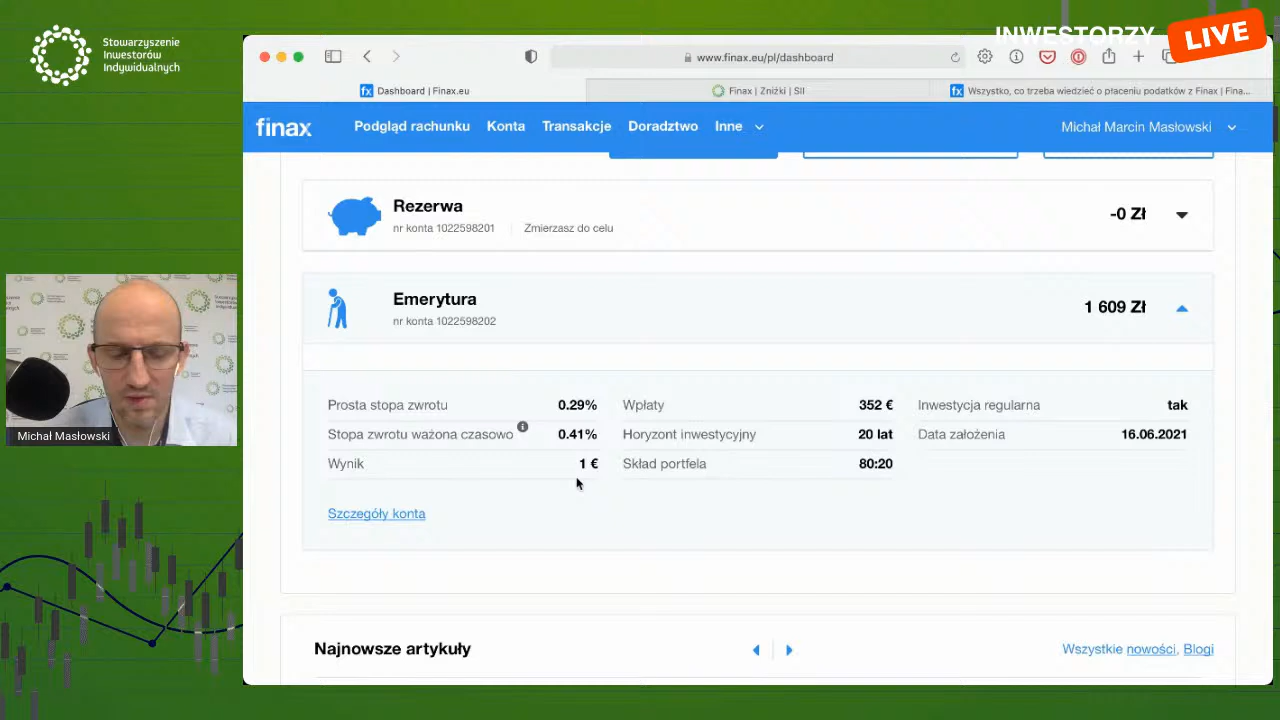 Stowarzyszenie
Inwestorów
Indywidualnych
INWESTORZY LIVE
www.finax.eu/pl/dashboard
Dashboard | Finax.eu
Finax | Zniżki | SII
Wszystko, co trzeba wiedzieć o płaceniu podatków z Finax | Fina...
finax
Podgląd rachunku
Konta
Transakcje
Doradztwo
Inne
Michał Marcin Masłowski
Rezerwa
nr konta 1022598201
Zmierzasz do celu
-0 Zł
Emerytura
nr konta 1022598202
1 609 Zł
Prosta stopa zwrotu 0.29%
Wpłaty 352 €
Inwestycja regularna tak
Stopa zwrotu ważona czasowo 0.41%
Horyzont inwestycyjny 20 lat
Data założenia 16.06.2021
Wynik 1 €
Skład portfela 80:20
Szczegóły konta
Michał Masłowski
Najnowsze artykuły
Wszystkie nowości, Blogi